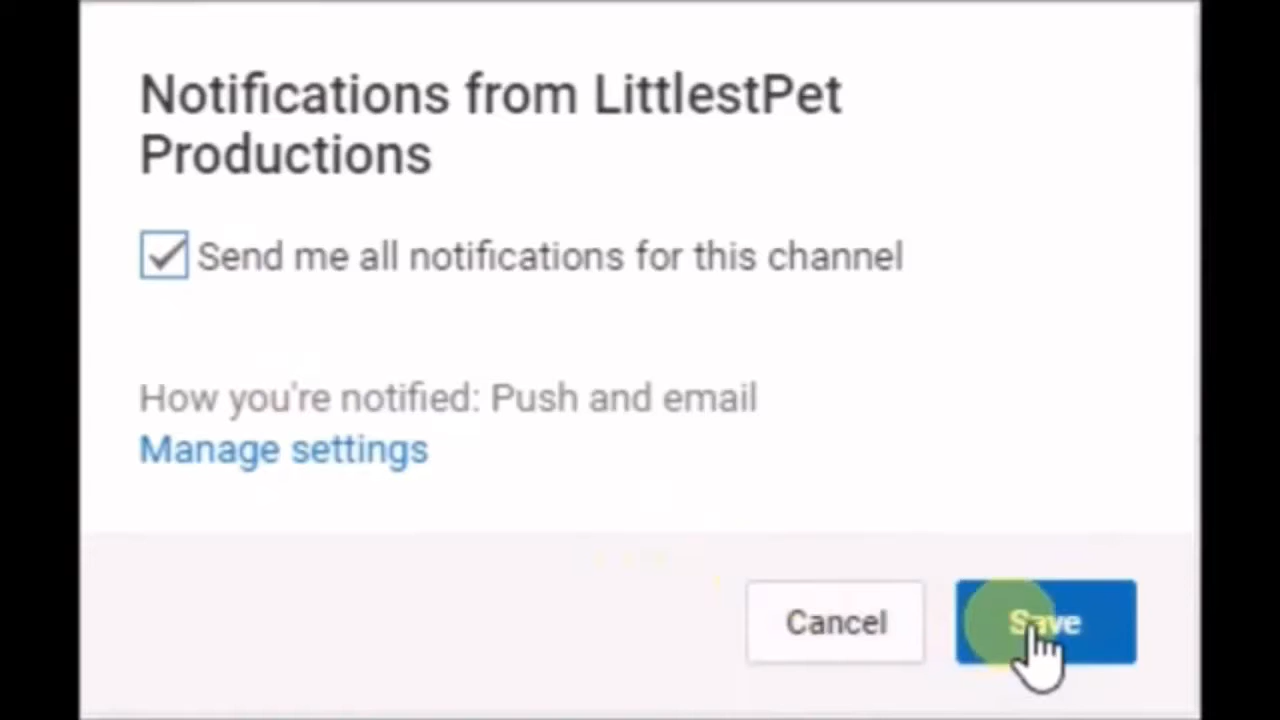 Notifications from LittlestPet
Productions
Send me all notifications for this channel
How you're notified: Push and email
Manage settings
Cancel
Save